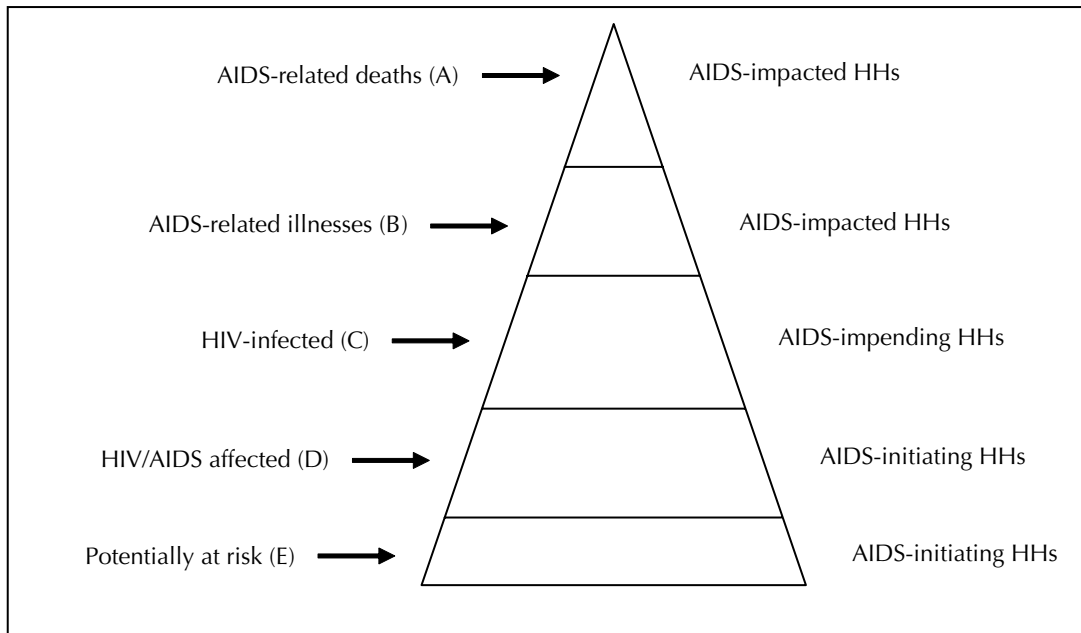 AIDS-related deaths (A)
AIDS-impacted HHs
AIDS-related illnesses (B)
AIDS-impacted HHs
HIV-infected (C)
AIDS-impending HHs
HIV/AIDS affected (D)
AIDS-initiating HHs
Potentially at risk (E)
AIDS-initiating HHs